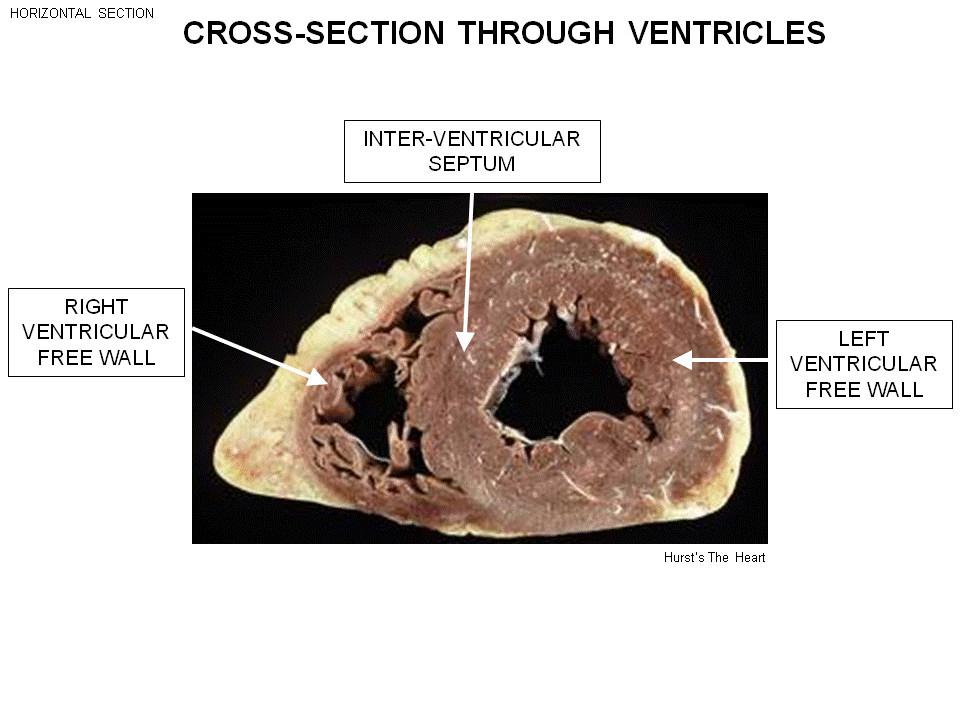 HORIZONTAL SECTION
CROSS-SECTION THROUGH VENTRICLES
INTER-VENTRICULAR
SEPTUM
RIGHT
VENTRICULAR
FREE WALL
LEFT
VENTRICULAR
FREE WALL
Hurst's The Heart